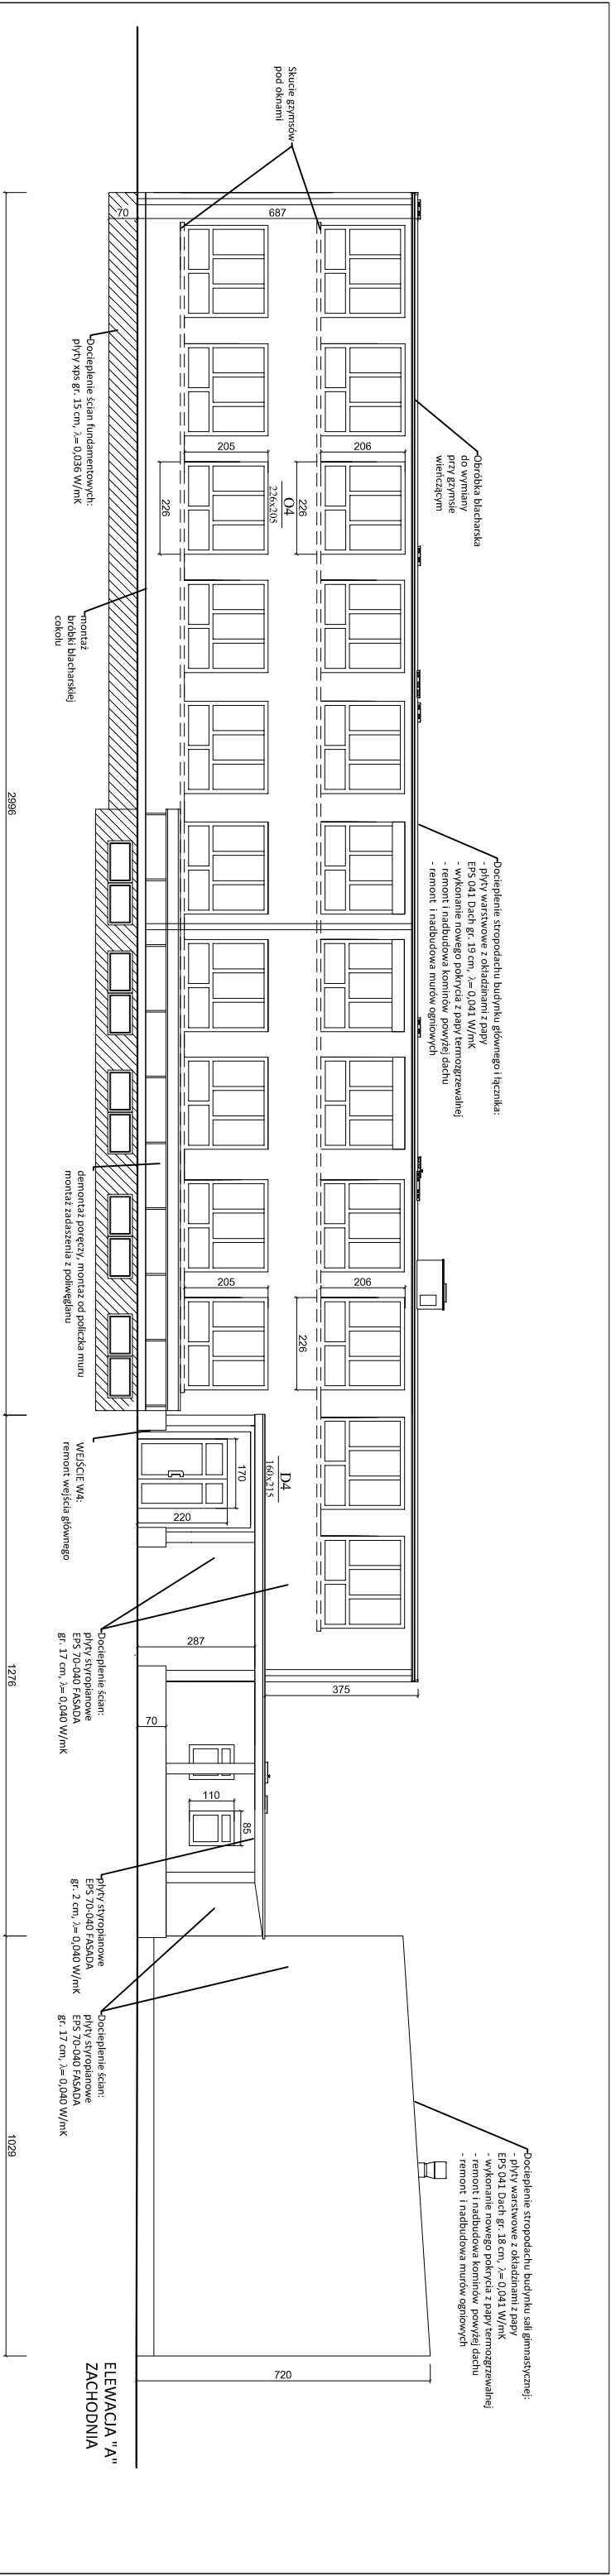 Skucie gzymsów
pod oknami
Obróbka blacharska
do wymiany
przy gzymsie
wieńczącym
Docieplenie stropodachu budynku głównego i łącznika:
- płyty warstwowe z okładzinami z papy
EPS 041 Dach gr. 19 cm, λ= 0,041 W/mK
- wykonanie nowego pokrycia z papy termozgrzewalnej
- remont i nadbudowa kominów powyżej dachu
- remont i nadbudowa murów ogniowych
Docieplenie stropodachu budynku sali gimnastycznej:
- płyty warstwowe z okładzinami z papy
EPS 041 Dach gr. 18 cm, λ= 0,041 W/mK
- wykonanie nowego pokrycia z papy termozgrzewalnej
- remont i nadbudowa kominów powyżej dachu
- remont i nadbudowa murów ogniowych
687
70
206
226
O4
226x205
205
226
206
226
205
375
D4
160x215
170
220
287
70
110
85
720
Docieplenie ścian fundamentowych:
płyty xps gr. 15 cm, λ= 0,036 W/mK
montaż
bróbki blacharskiej
cokołu
demontaż poręczy, montaż od policzka muru
montaż zadaszenia z poliwęglanu
WEJŚCIE W4:
remont wejścia głównego
Docieplenie ścian:
płyty styropianowe
EPS 70-040 FASADA
gr. 17 cm, λ= 0,040 W/mK
płyty styropianowe
EPS 70-040 FASADA
gr. 2 cm, λ= 0,040 W/mK
Docieplenie ścian:
płyty styropianowe
EPS 70-040 FASADA
gr. 17 cm, λ= 0,040 W/mK
ELEWACJA "A"
ZACHODNIA
2996
1276
1029